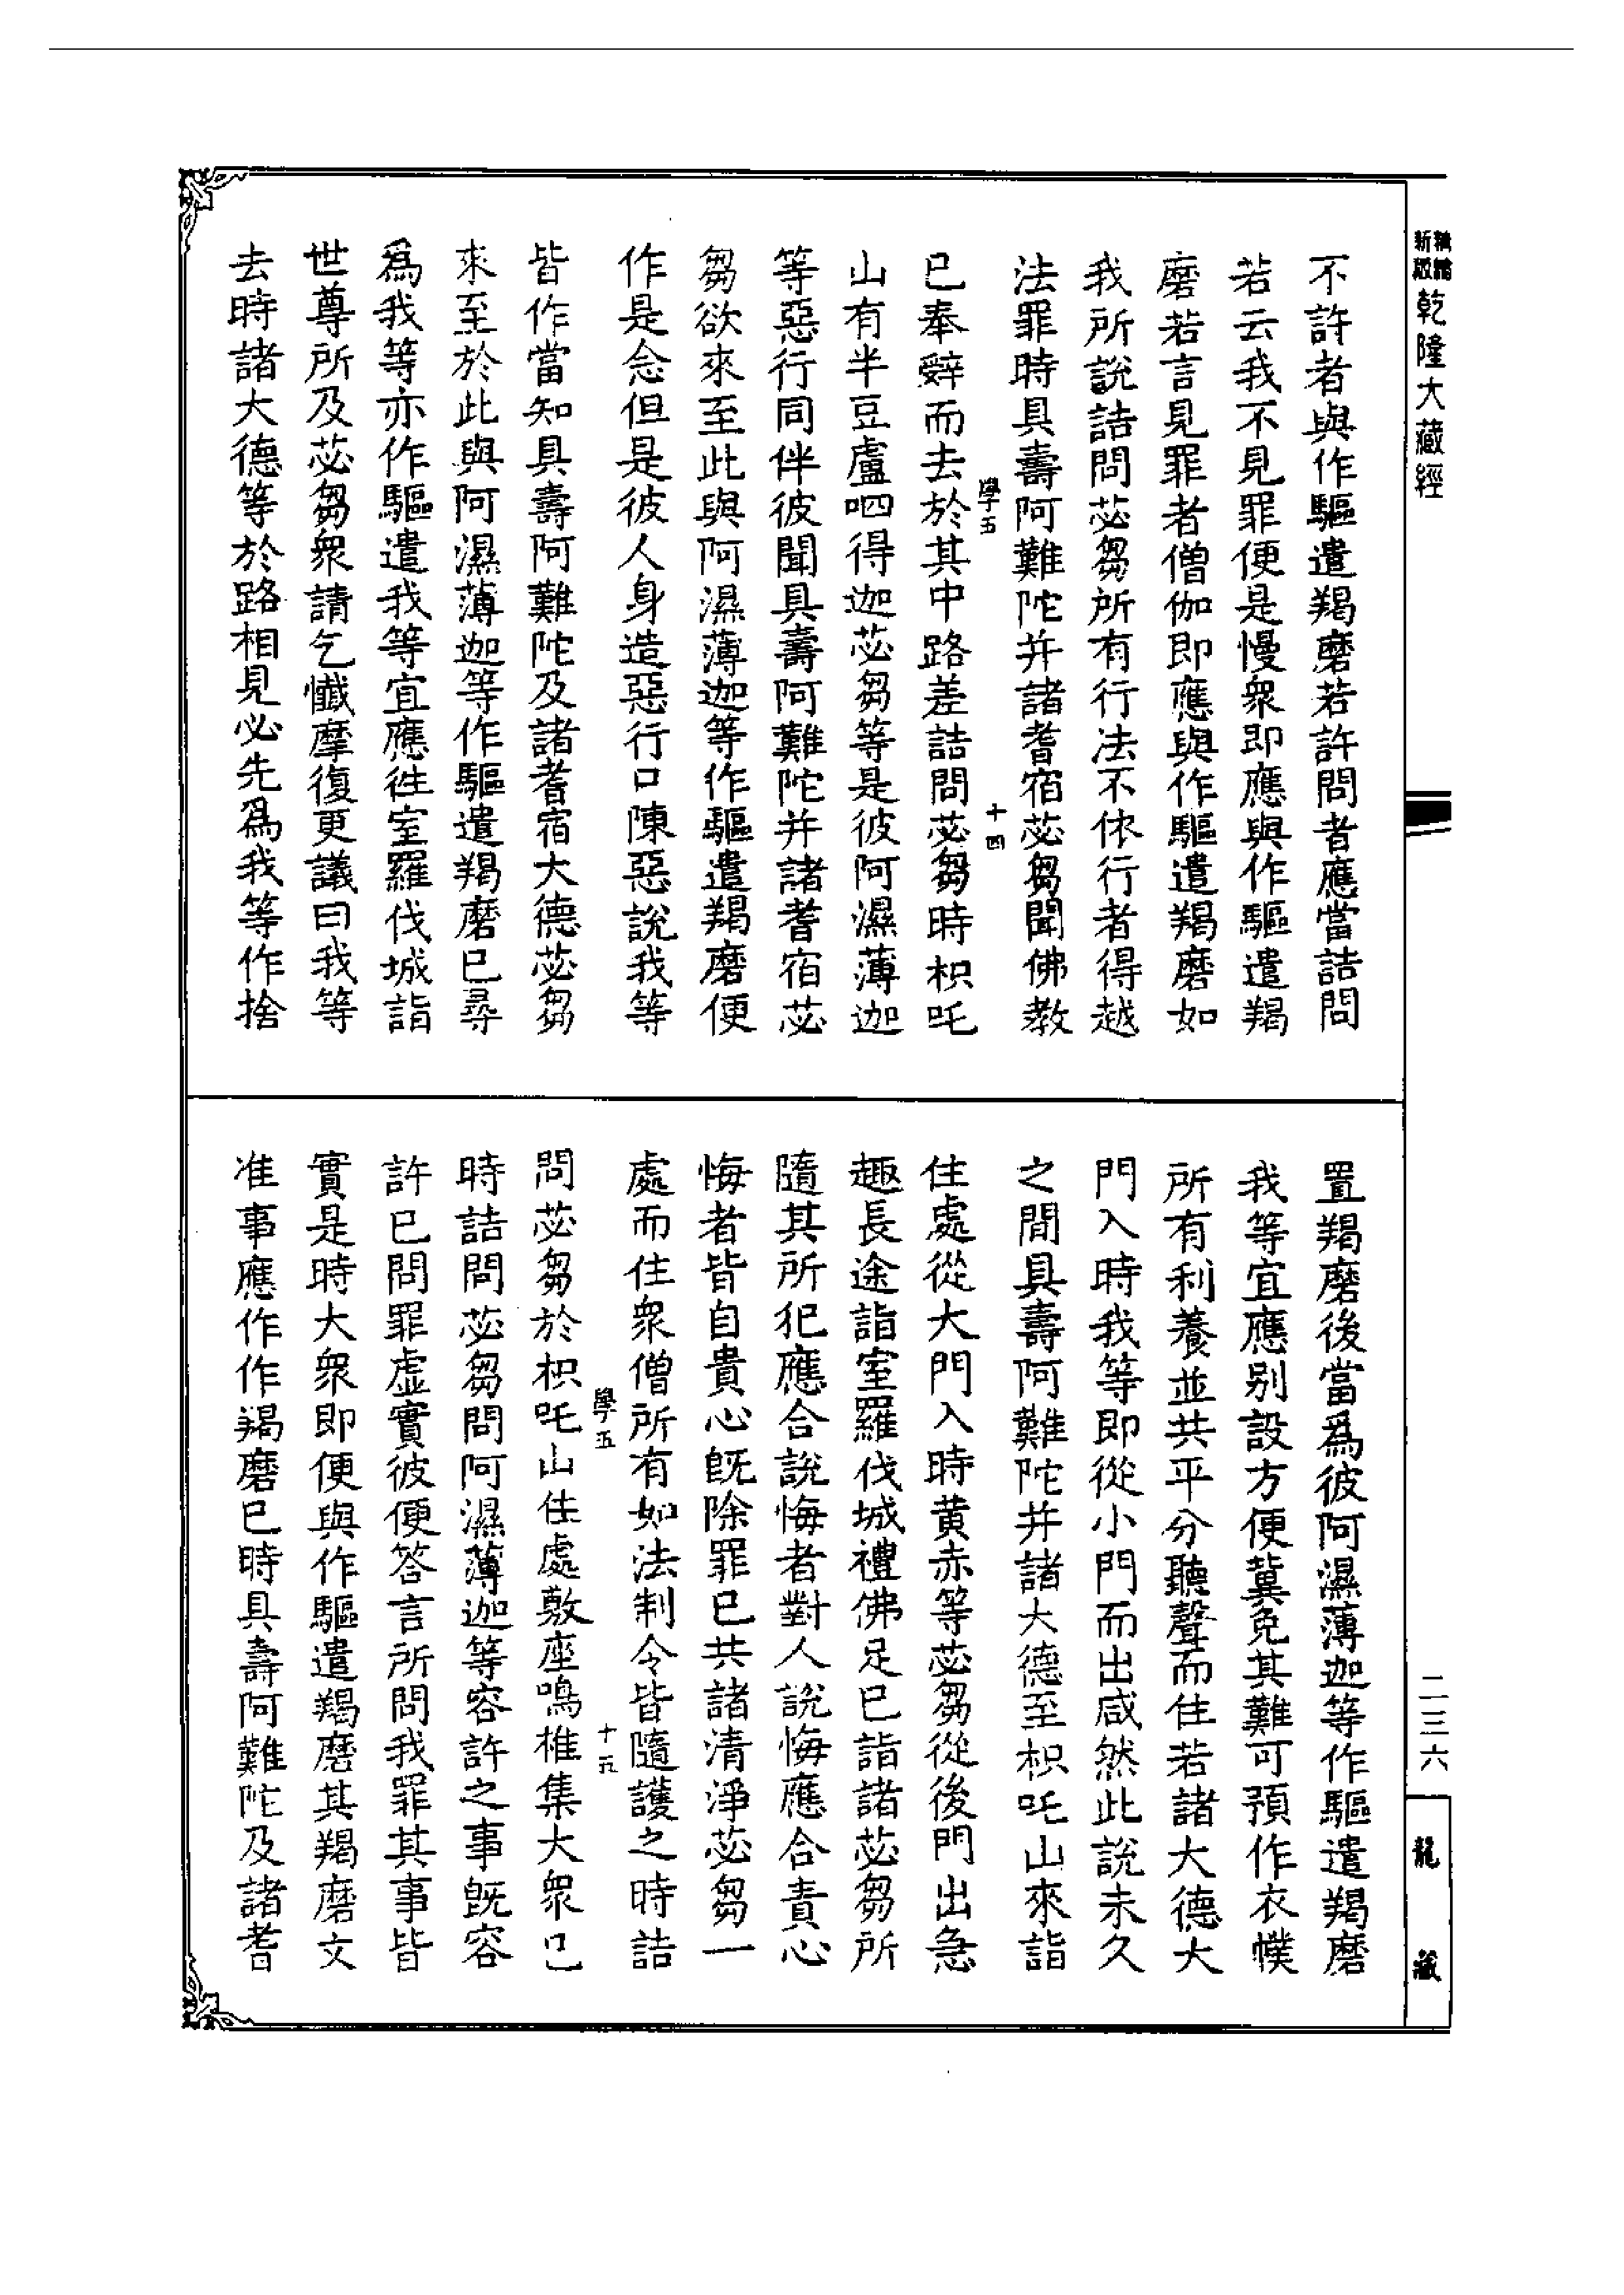 精縮新版 乾隆大藏經
二三六
龍藏
不許者與作驅遣羯磨若許問者應當詰問
若云我不見罪便是慢衆即應與作驅遣羯
磨若言見罪者僧伽即應與作驅遣羯磨如
我所說詰問苾芻所有行法不依行者得越
法罪時具壽阿難陀并諸耆宿苾芻聞佛教
學五
十四
已奉辭而去於其中路差詰問苾芻時枳吒
山有半豆盧呬得迦苾芻等是彼阿濕薄迦
等惡行同伴彼聞具壽阿難陀并諸耆宿苾
芻欲來至此與阿濕薄迦等作驅遣羯磨便
作是念但是彼人身造惡行口陳惡說我等
皆作當知具壽阿難陀及諸耆宿大德苾芻
來至於此與阿濕薄迦等作驅遣羯磨已尋
爲我等亦作驅遣我等宜應往室羅伐城詣
世尊所及苾芻衆請乞懺摩復更議曰我等
去時諸大德等於路相見必先爲我等作捨
置羯磨後當爲彼阿濕薄迦等作驅遣羯磨
我等宜應別設方便冀免其難可預作衣襆
所有利養並共平分聽聲而住若諸大德大
門入時我等即從小門而出咸然此說未久
之間具壽阿難陀并諸大德至枳吒山來詣
住處從大門入時黄赤等苾芻從後門出急
趣長途詣室羅伐城禮佛足已詣諸苾芻所
隨其所犯應合說悔者對人說悔應合責心
悔者皆自責心旣除罪已共諸清淨苾芻一
處而住衆僧所有如法制令皆隨護之時詰
學五
十五
問苾芻於枳吒山住處敷座鳴椎集大衆已
時詰問苾芻問阿濕薄迦等容許之事旣容
許已問罪虛實彼便答言所問我罪其事皆
實是時大衆即便與作驅遣羯磨其羯磨文
准事應作作羯磨已時具壽阿難陀及諸耆